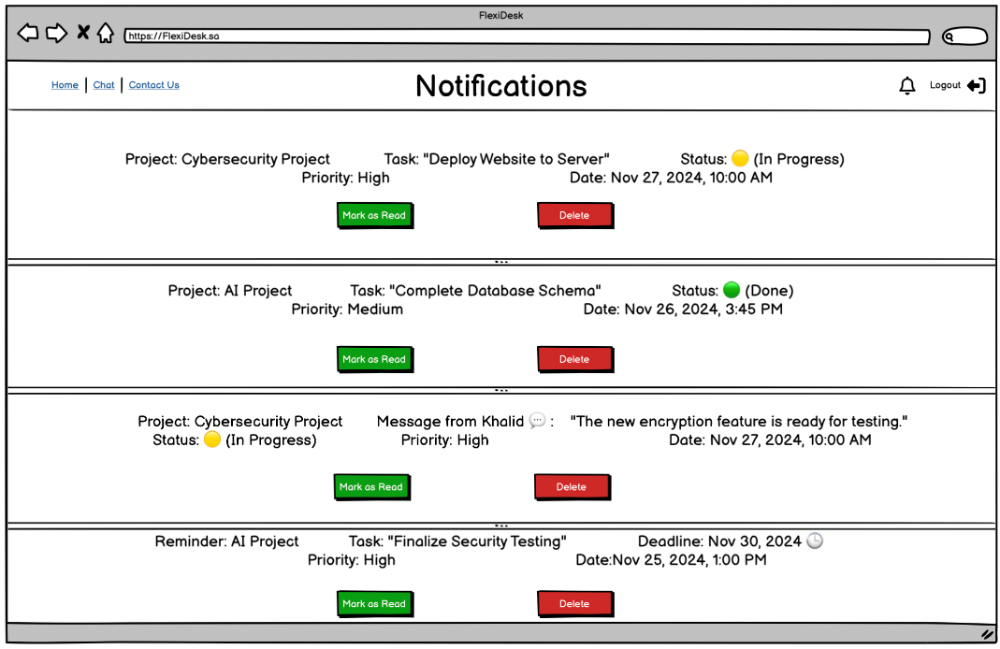 FlexiDesk
https://FlexiDesk.sa
Home Chat Contact Us Notifications Logout
Project: Cybersecurity Project Task: "Deploy Website to Server" Status: 🟡 (In Progress)
Priority: High Date: Nov 27, 2024, 10:00 AM
Mark as Read Delete
Project: AI Project Task: "Complete Database Schema" Status: 🟢 (Done)
Priority: Medium Date: Nov 26, 2024, 3:45 PM
Mark as Read Delete
Project: Cybersecurity Project Message from Khalid 💬 : "The new encryption feature is ready for testing."
Status: 🟡 (In Progress) Priority: High Date: Nov 27, 2024, 10:00 AM
Mark as Read Delete
Reminder: AI Project Task: "Finalize Security Testing" Deadline: Nov 30, 2024 🕒
Priority: High Date:Nov 25, 2024, 1:00 PM
Mark as Read Delete